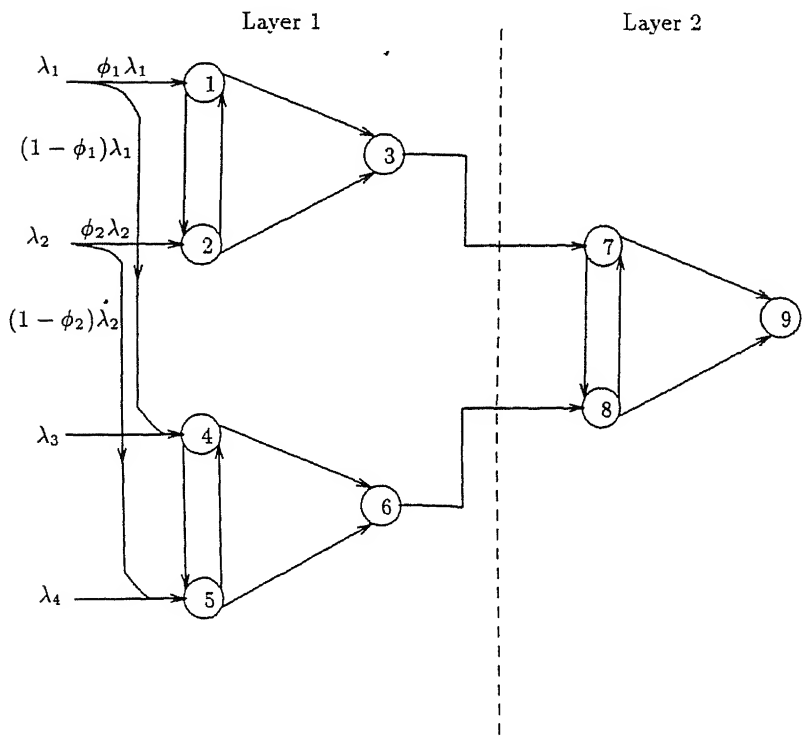 Layer 1
Layer 2
λ₁
ϕ₁λ₁
1
(1 − ϕ₁)λ₁
3
λ₂
ϕ₂λ₂
2
7
(1 − ϕ₂)λ₂
9
8
λ₃
4
6
λ₄
5